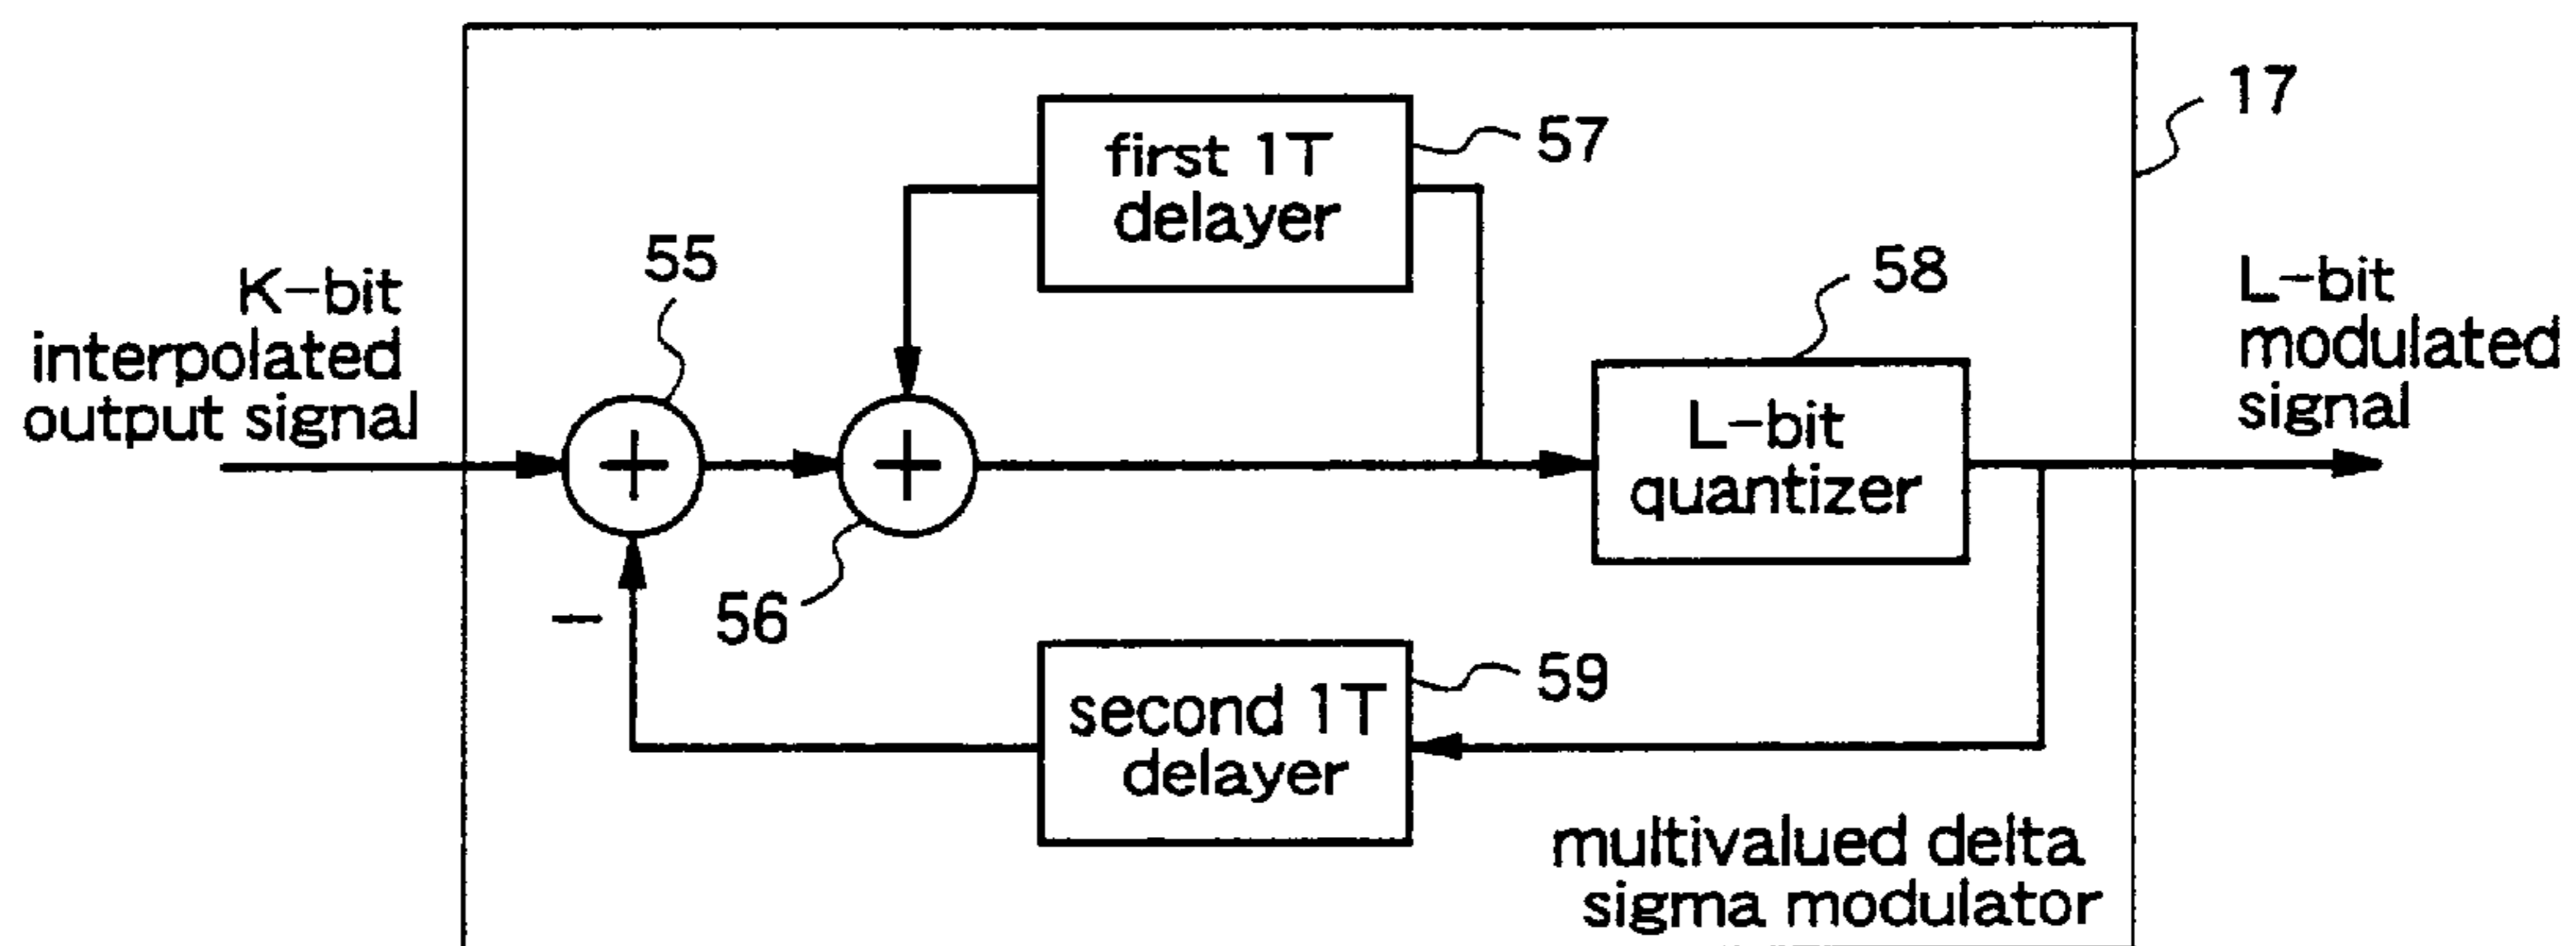 17
first 1T
delayer
57
55
K-bit
interpolated
output signal
58
L-bit
modulated
signal
+
+
L-bit
quantizer
−
56
second 1T
delayer
59
multivalued delta
sigma modulator